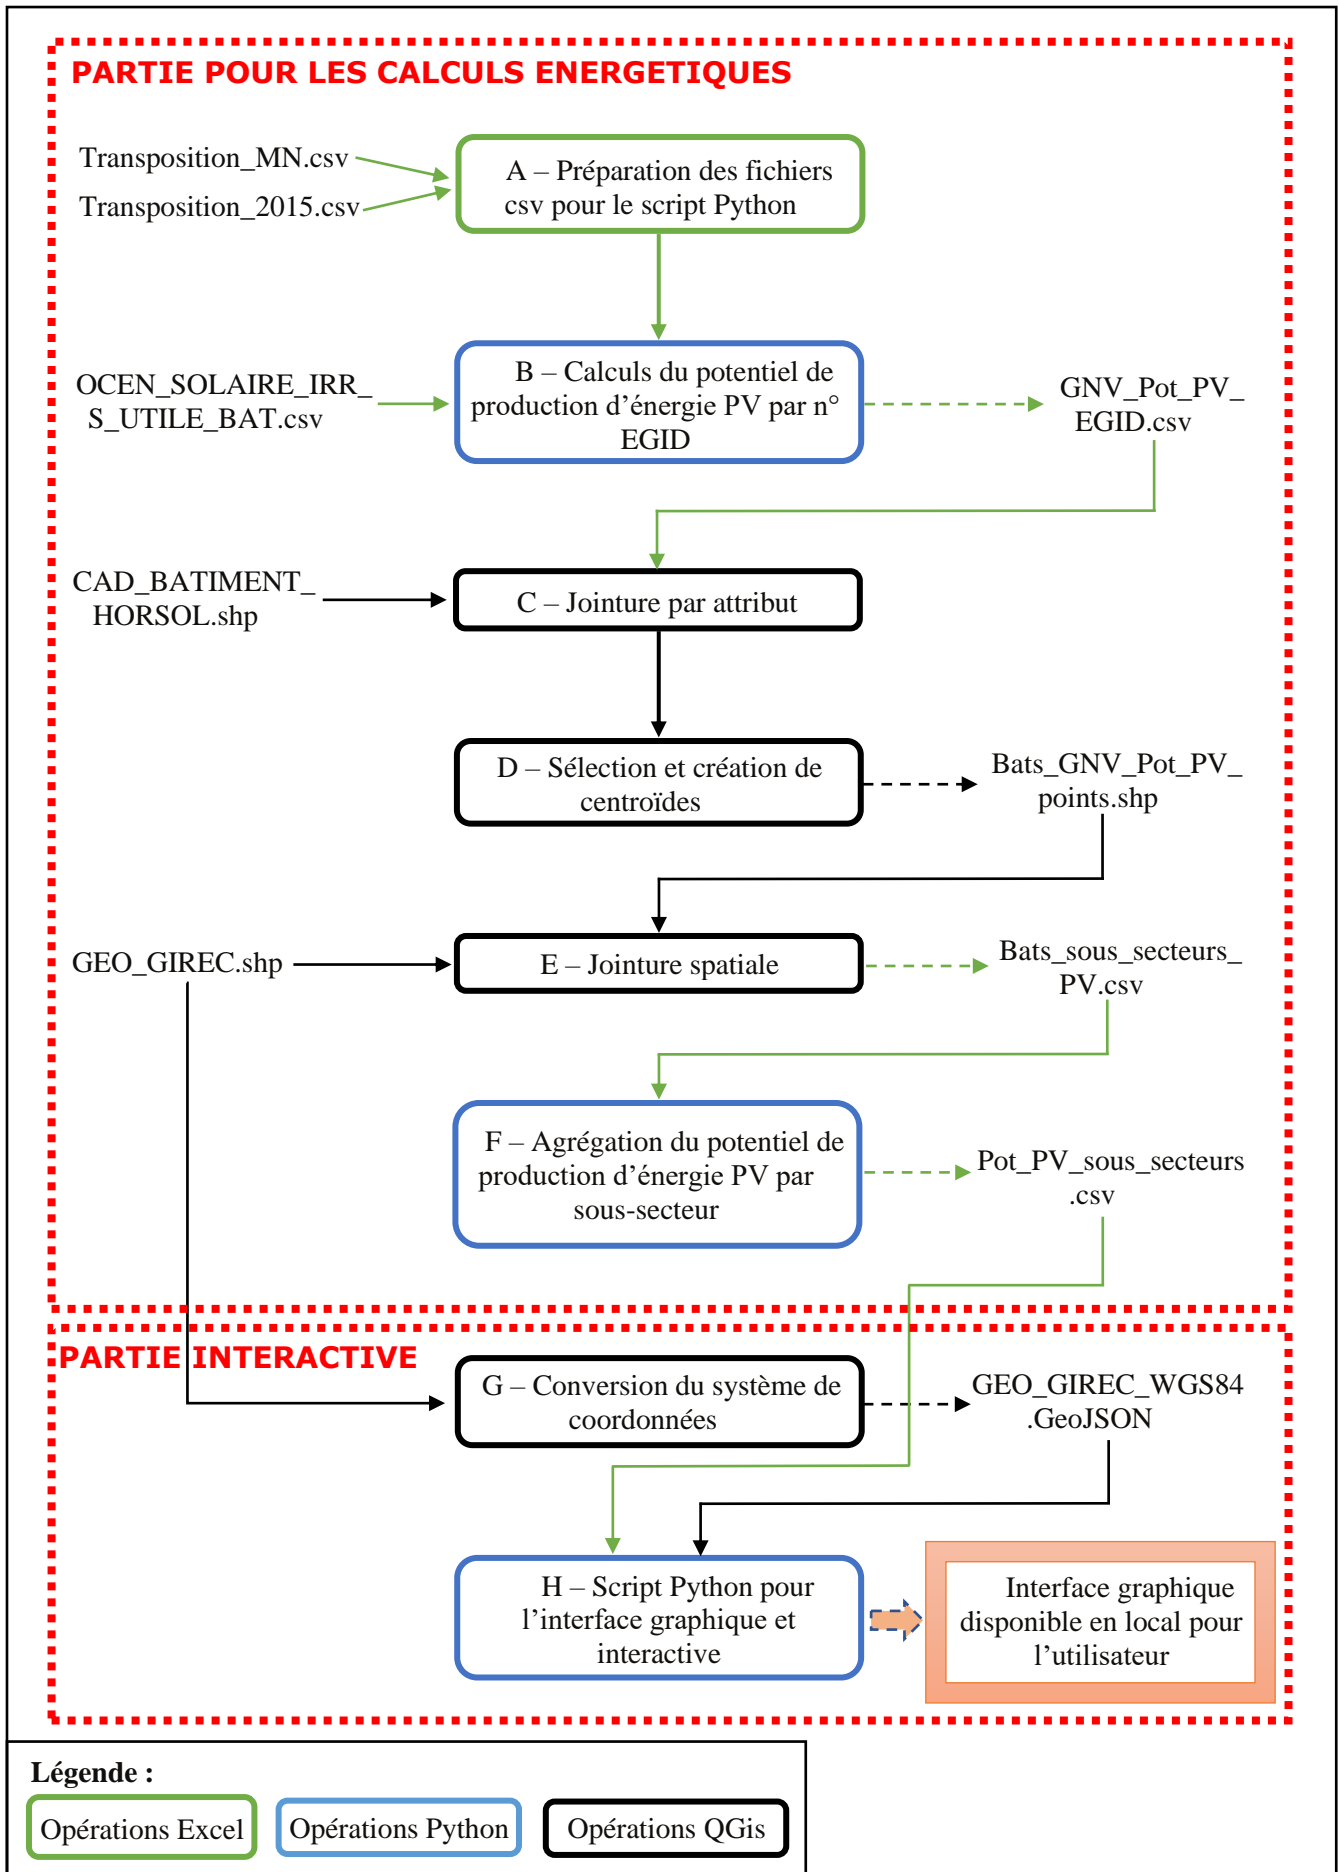 PARTIE POUR LES CALCULS ENERGETIQUES
Transposition_MN.csv
Transposition_2015.csv
A – Préparation des fichiers
csv pour le script Python
OCEN_SOLAIRE_IRR_
S_UTILE_BAT.csv
B – Calculs du potentiel de
production d’énergie PV par n°
EGID
GNV_Pot_PV_
EGID.csv
CAD_BATIMENT_
HORSOL.shp
C – Jointure par attribut
D – Sélection et création de
centroïdes
Bats_GNV_Pot_PV_
points.shp
GEO_GIREC.shp
E – Jointure spatiale
Bats_sous_secteurs_
PV.csv
F – Agrégation du potentiel de
production d’énergie PV par
sous-secteur
Pot_PV_sous_secteurs
.csv
PARTIE INTERACTIVE
G – Conversion du système de
coordonnées
GEO_GIREC_WGS84
.GeoJSON
H – Script Python pour
l’interface graphique et
interactive
Interface graphique
disponible en local pour
l’utilisateur
Légende :
Opérations Excel
Opérations Python
Opérations QGis